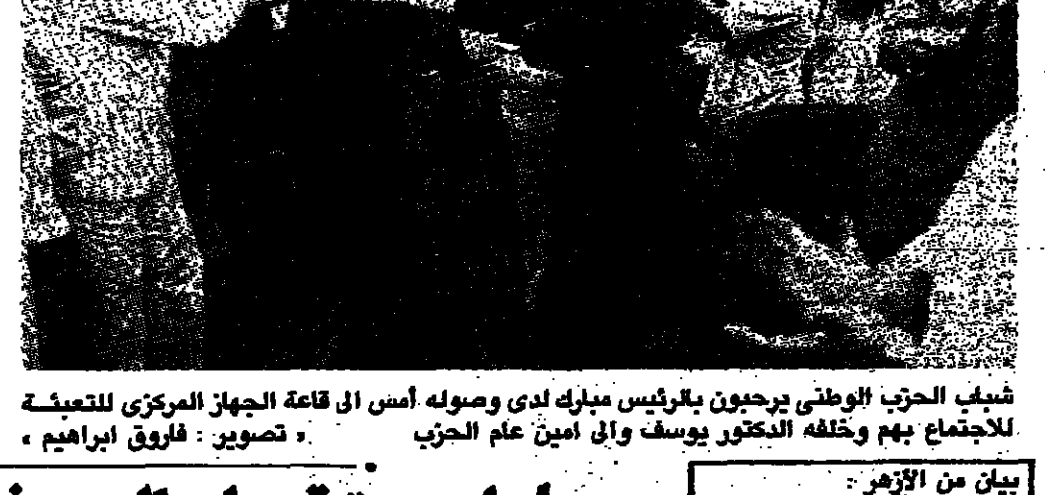 شباب الحزب الوطنى يرحبون بالرئيس مبارك لدى وصوله أمس الى قاعة الجهاز المركزى للتعبئــة
للاجتماع بهم وخلفه الدكتور يوسف والى امين عام الحزب « تصوير : فاروق ابراهيم »
بيان من الأزهر :